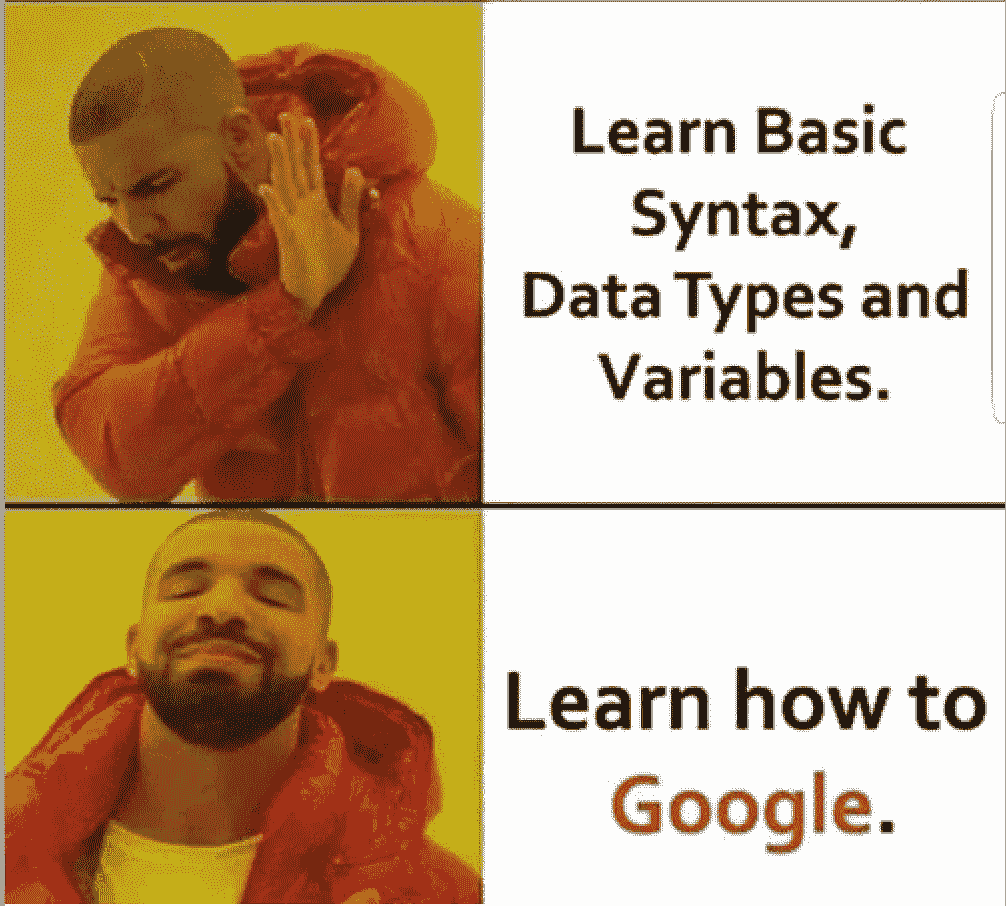 Learn Basic
Syntax,
Data Types and
Variables.
Learn how to
Google.